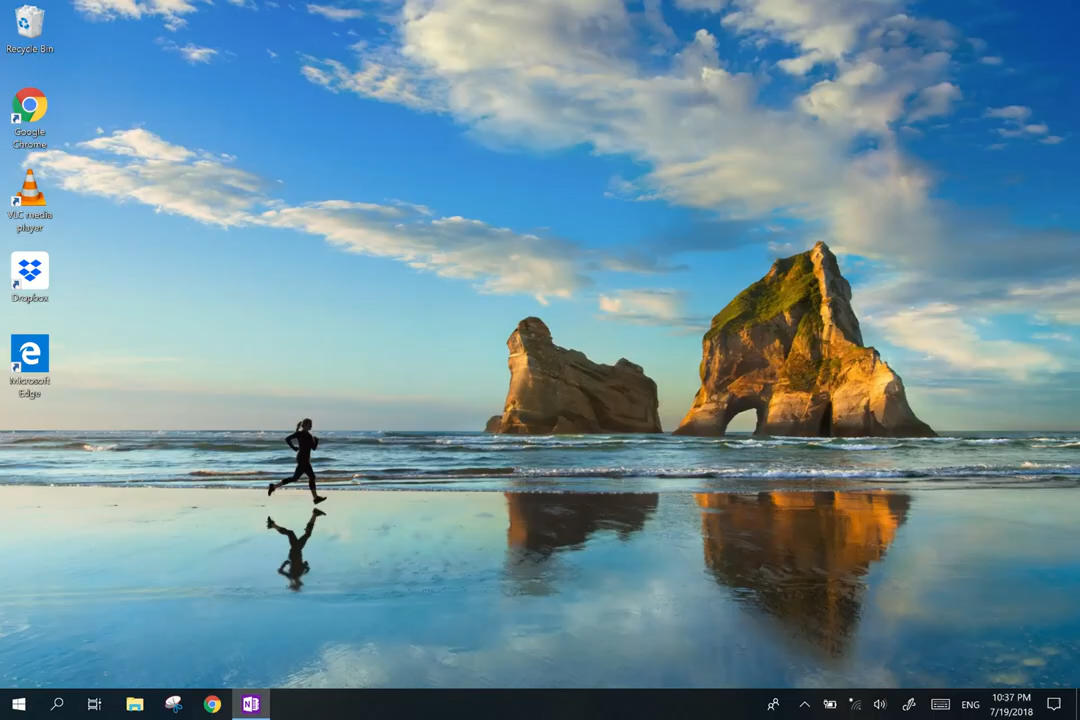 Recycle Bin
Google
Chrome
VLC media
player
Dropbox
Microsoft
Edge
ENG
10:37 PM
7/19/2018